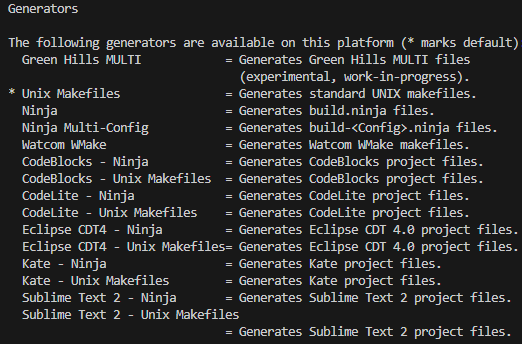 Generators
The following generators are available on this platform (* marks default)
Green Hills MULTI = Generates Green Hills MULTI files
(experimental, work-in-progress).
* Unix Makefiles = Generates standard UNIX makefiles.
Ninja = Generates build.ninja files.
Ninja Multi-Config = Generates build-<Config>.ninja files.
Watcom WMake = Generates Watcom WMake makefiles.
CodeBlocks - Ninja = Generates CodeBlocks project files.
CodeBlocks - Unix Makefiles = Generates CodeBlocks project files.
CodeLite - Ninja = Generates CodeLite project files.
CodeLite - Unix Makefiles = Generates CodeLite project files.
Eclipse CDT4 - Ninja = Generates Eclipse CDT 4.0 project files.
Eclipse CDT4 - Unix Makefiles= Generates Eclipse CDT 4.0 project files.
Kate - Ninja = Generates Kate project files.
Kate - Unix Makefiles = Generates Kate project files.
Sublime Text 2 - Ninja = Generates Sublime Text 2 project files.
Sublime Text 2 - Unix Makefiles
= Generates Sublime Text 2 project files.